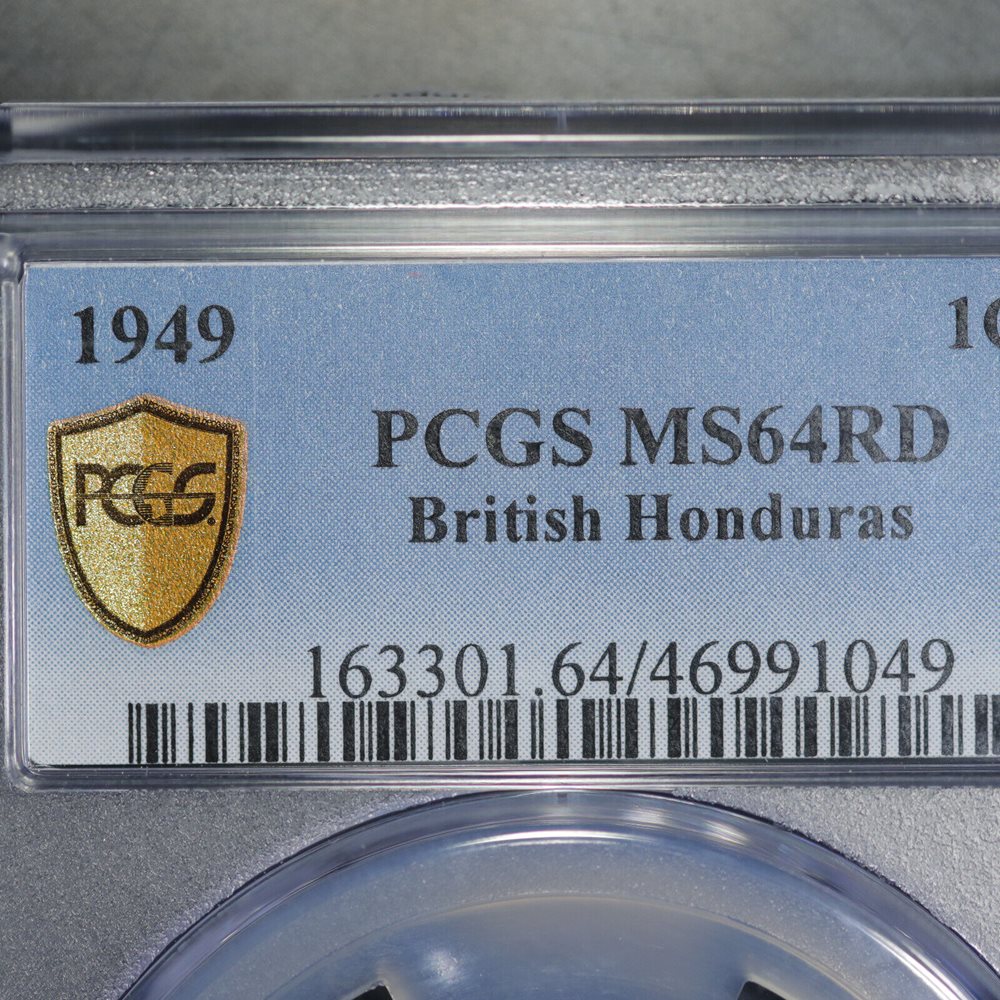 1949
PCGS MS64RD
British Honduras
PCGS
163301.64/46991049